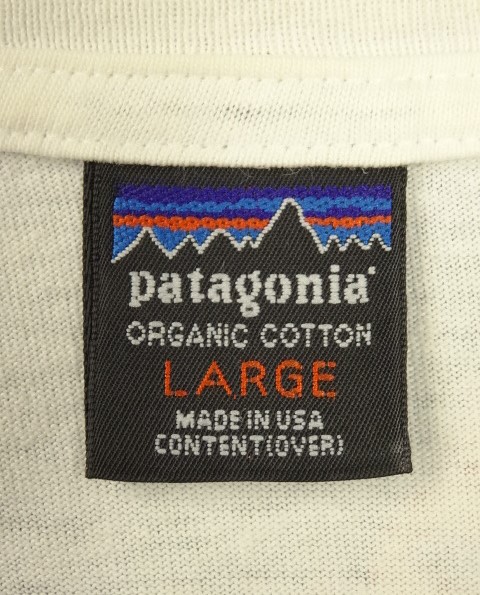 patagonia
ORGANIC COTTON
LARGE
MADE IN USA
CONTENT(OVER)